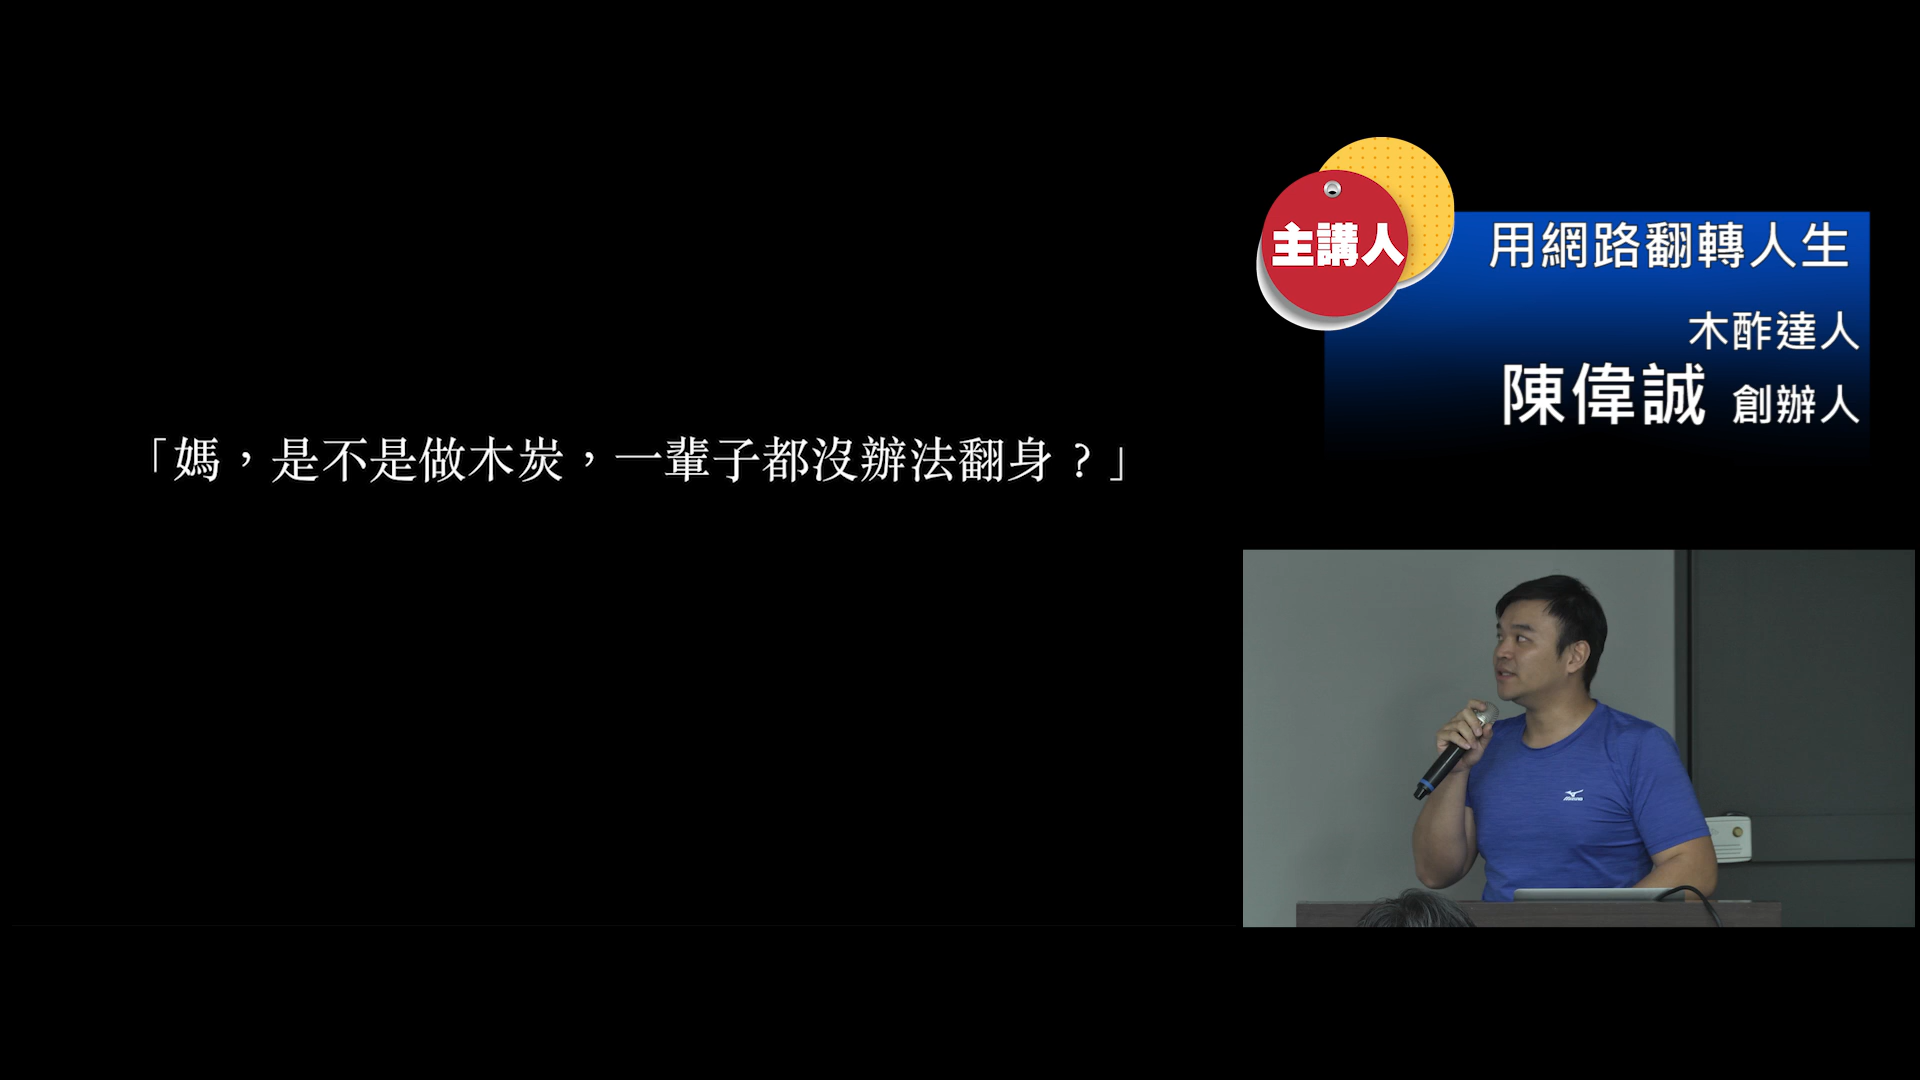 「媽，是不是做木炭，一輩子都沒辦法翻身？」
主講人
用網路翻轉人生
木酢達人
陳偉誠 創辦人